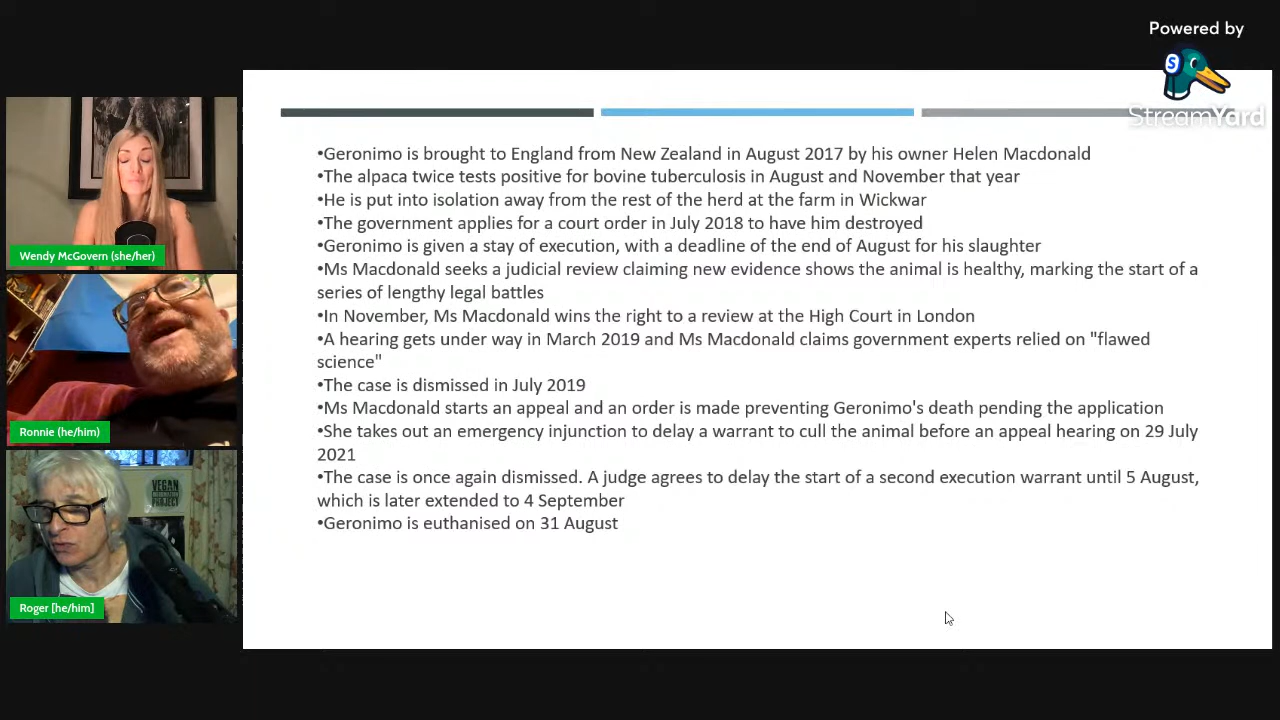 Powered by
StreamYard
•Geronimo is brought to England from New Zealand in August 2017 by his owner Helen Macdonald
•The alpaca twice tests positive for bovine tuberculosis in August and November that year
•He is put into isolation away from the rest of the herd at the farm in Wickwar
•The government applies for a court order in July 2018 to have him destroyed
•Geronimo is given a stay of execution, with a deadline of the end of August for his slaughter
•Ms Macdonald seeks a judicial review claiming new evidence shows the animal is healthy, marking the start of a
series of lengthy legal battles
•In November, Ms Macdonald wins the right to a review at the High Court in London
•A hearing gets under way in March 2019 and Ms Macdonald claims government experts relied on "flawed
science"
•The case is dismissed in July 2019
•Ms Macdonald starts an appeal and an order is made preventing Geronimo's death pending the application
•She takes out an emergency injunction to delay a warrant to cull the animal before an appeal hearing on 29 July
2021
•The case is once again dismissed. A judge agrees to delay the start of a second execution warrant until 5 August,
which is later extended to 4 September
•Geronimo is euthanised on 31 August
Wendy McGovern (she/her)
Ronnie (he/him)
VEGAN
PROJECT
Roger [he/him]